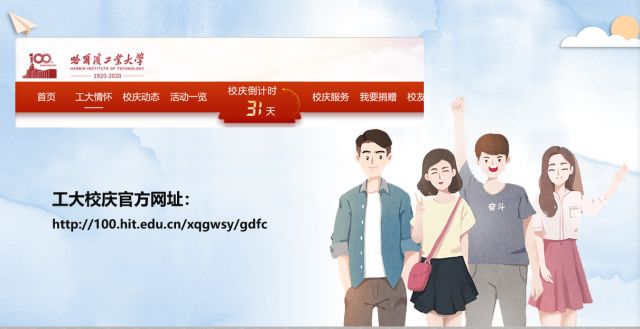 100
哈爾濱工業大學
HARBIN INSTITUTE OF TECHNOLOGY
1920-2020
首页 工大情怀 校庆动态 活动一览 校庆倒计时 31 天 校庆服务 我要捐赠 校友
工大校庆官方网址：
http://100.hit.edu.cn/xqgwsy/gdfc
奋斗